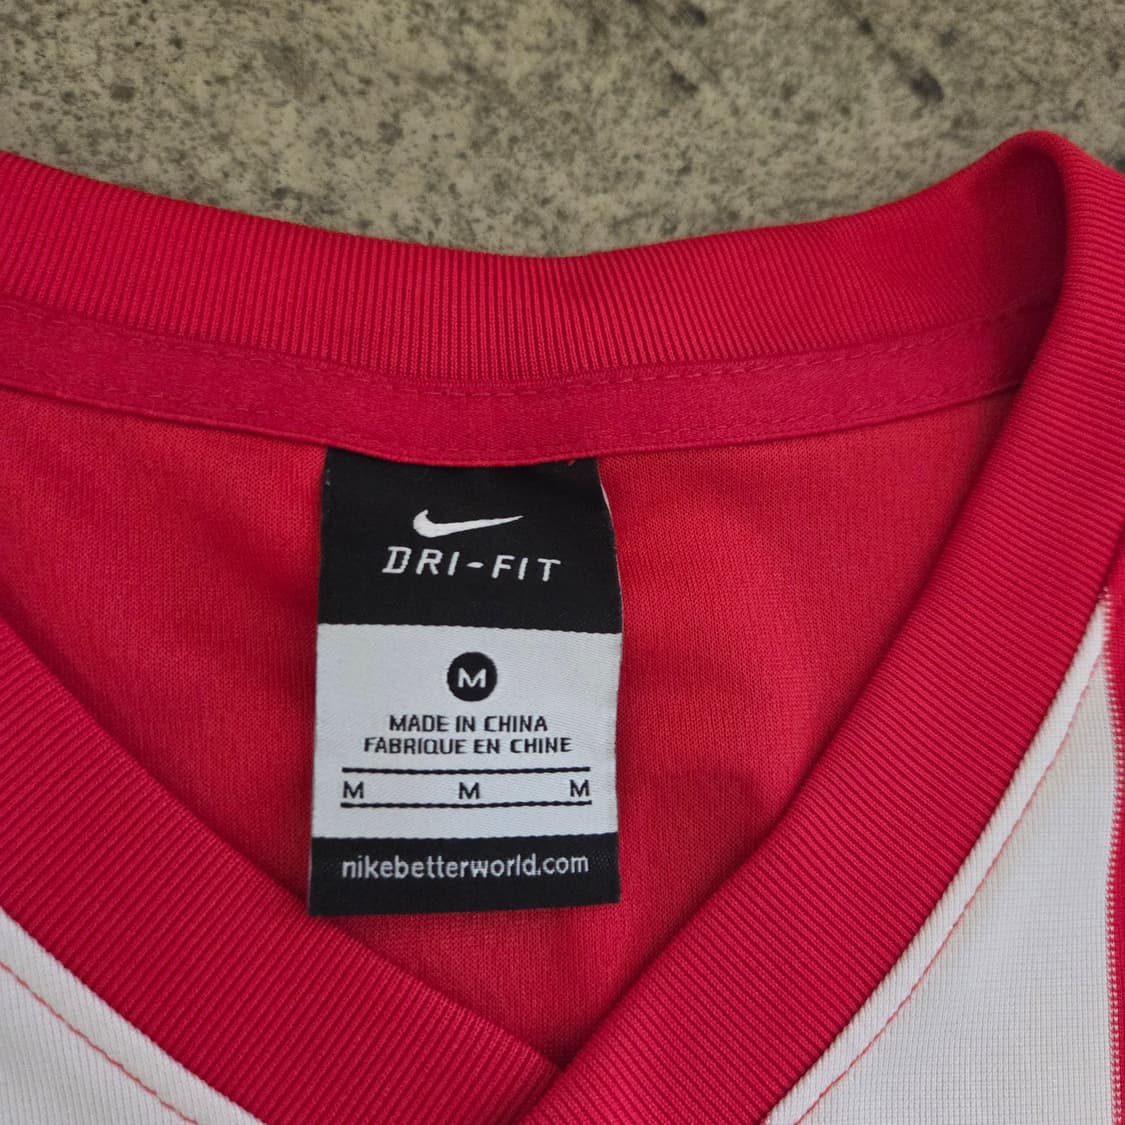 DRI-FIT
M
MADE IN CHINA
FABRIQUE EN CHINE
M M M
nikebetterworld.com